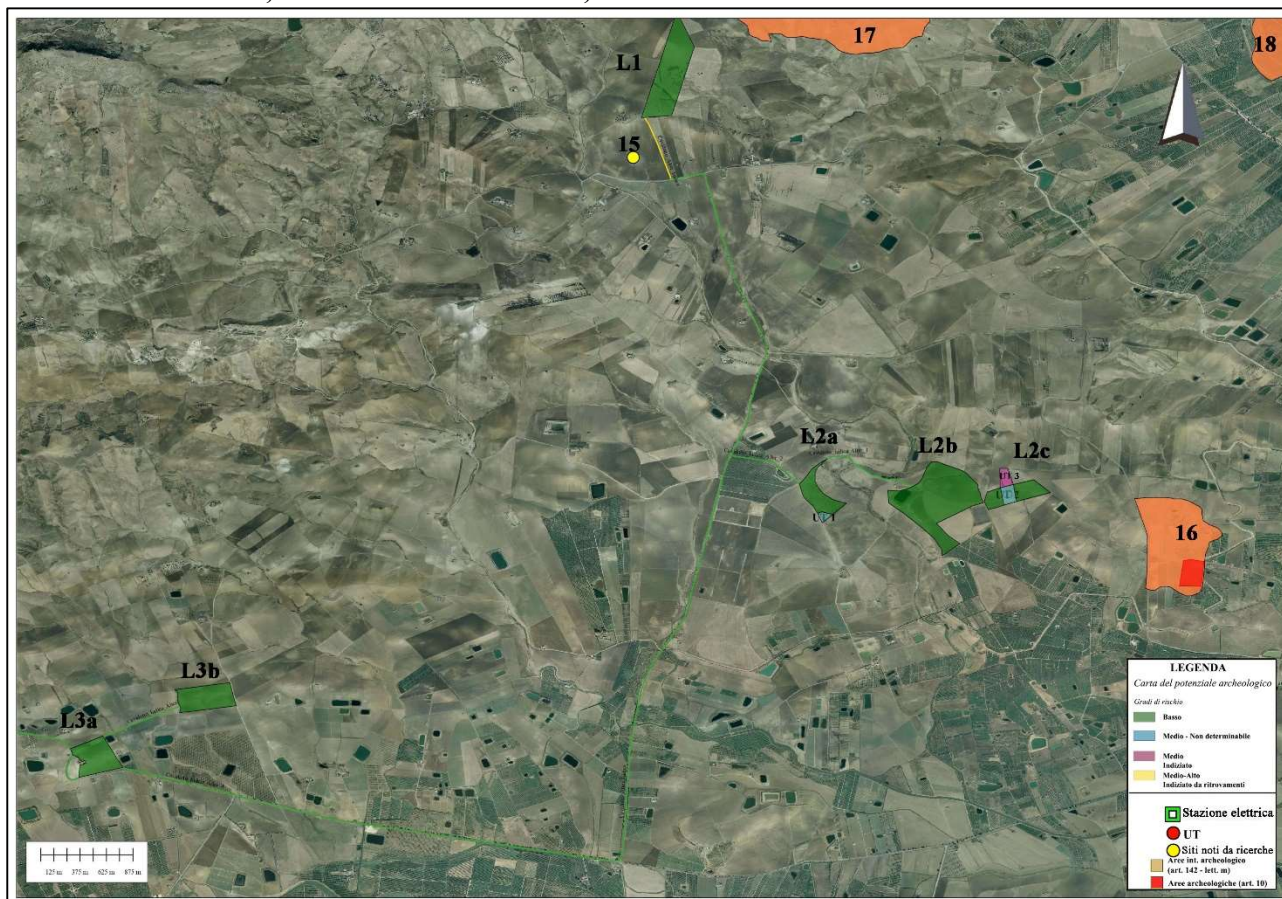 17
18
L1
15
L2a
L2b
L2c
UT 3
16
L3b
L3a
LEGENDA
Carta del potenziale archeologico
Gradi di rischio
Basso
Medio - Non determinabile
Medio
Indiziato
Medio-Alto
Indiziato da ritrovamenti
Stazione elettrica
UT
Siti noti da ricerche
Aree int. archeologico
(art. 142 - lett. m)
Aree archeologiche (art. 10)
125 m 375 m 625 m 875 m